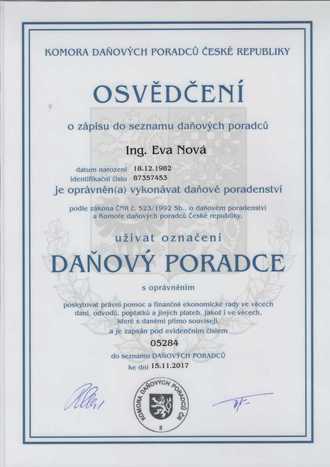 KOMORA DAŇOVÝCH PORADCŮ ČESKÉ REPUBLIKY
OSVĚDČENÍ
o zápisu do seznamu daňových poradců
Ing. Eva Nová
datum narození 18.12.1982
identifikační číslo 87357453
je oprávněn(a) vykonávat daňové poradenství
podle zákona ČNR č. 523/1992 Sb., o daňovém poradenství
a Komoře daňových poradců České republiky,
užívat označení
DAŇOVÝ PORADCE
s oprávněním
poskytovat právní pomoc a finančně ekonomické rady ve věcech
daní, odvodů, poplatků a jiných plateb, jakož i ve věcech,
které s daněmi přímo souvisejí
a je zapsán pod evidenčním číslem
05284
do seznamu DAŇOVÝCH PORADCŮ
ke dni 15.11.2017
KOMORA DAŇOVÝCH PORADCŮ ČR